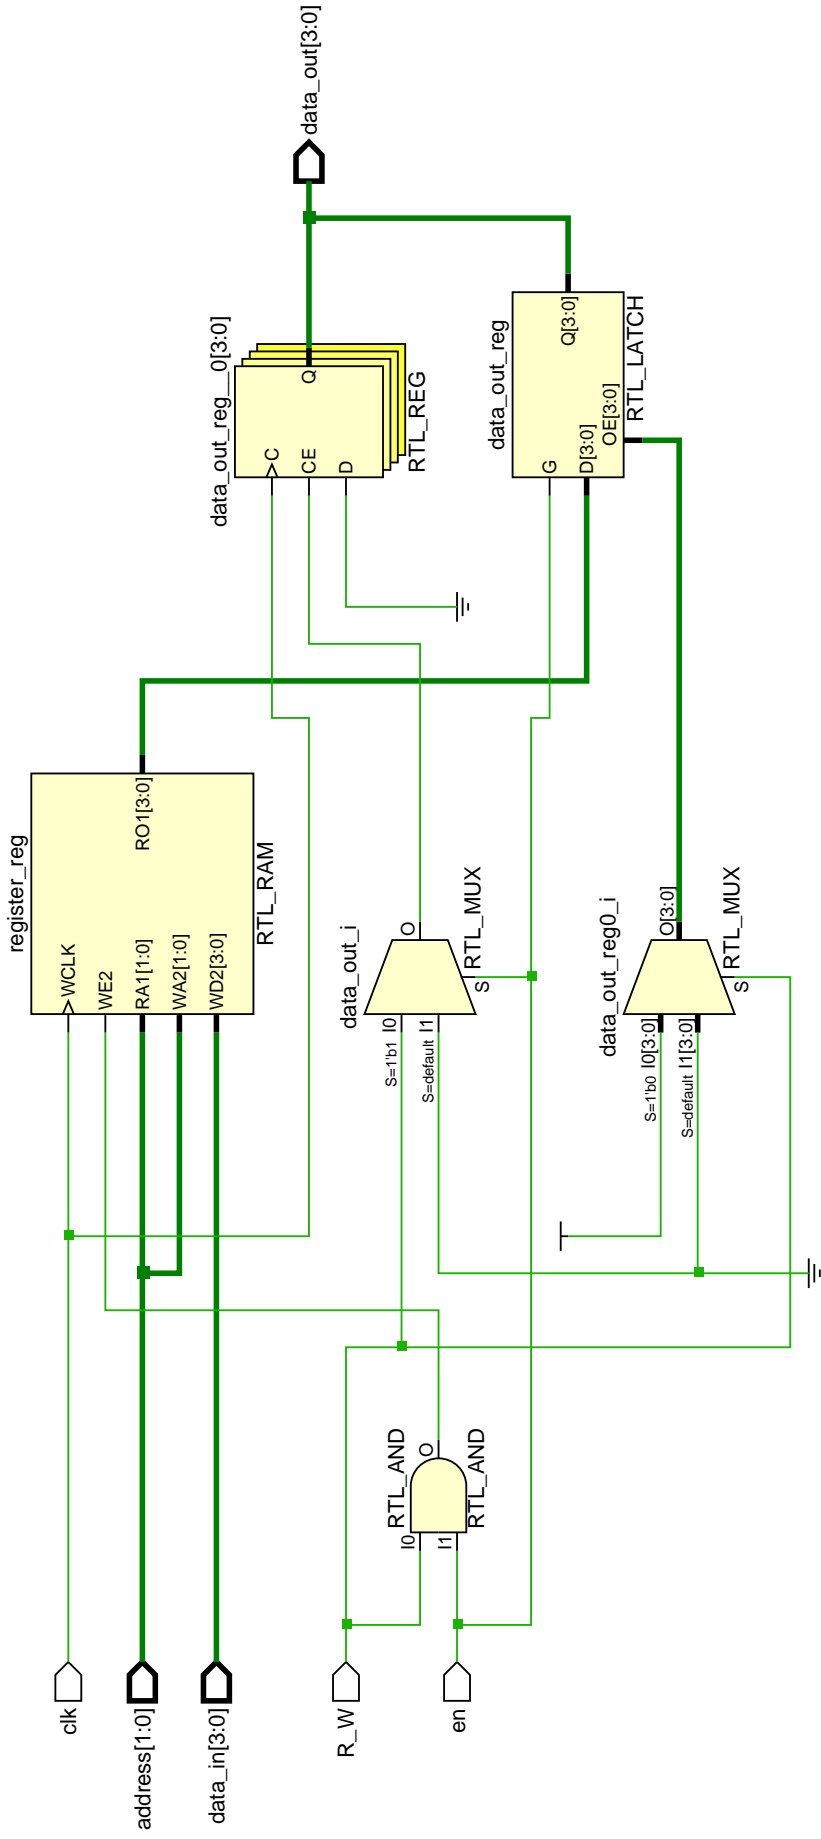 clk
address[1:0]
data_in[3:0]
R_W
en
RTL_AND
I0
I1
O
RTL_AND
register_reg
WCLK
WE2
RA1[1:0]
WA2[1:0]
WD2[3:0]
RO1[3:0]
RTL_RAM
data_out_i
S=1'b1 I0
S=default I1
O
S
RTL_MUX
data_out_reg0_i
S=1'b0 I0[3:0]
S=default I1[3:0]
O[3:0]
S
RTL_MUX
data_out_reg__0[3:0]
C
CE
D
Q
RTL_REG
data_out_reg
G
D[3:0]
OE[3:0]
Q[3:0]
RTL_LATCH
data_out[3:0]